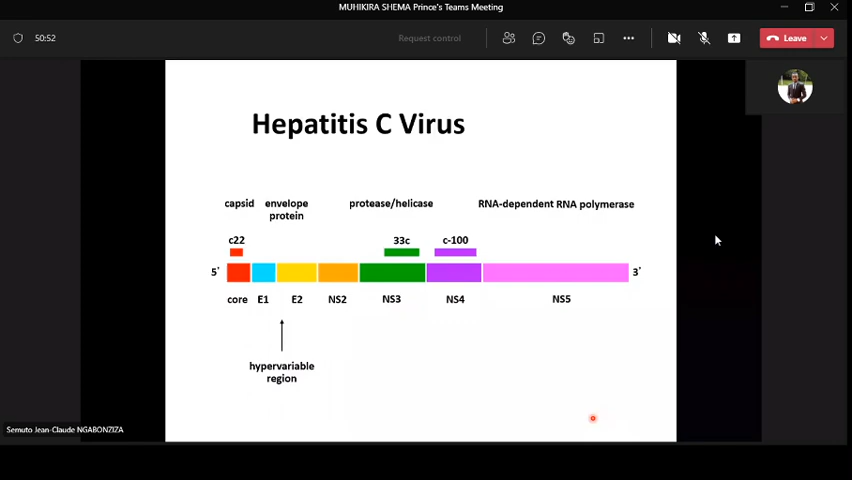 MUHIKIRA SHEMA Prince's Teams Meeting
50:52
Request control
Leave
Hepatitis C Virus
capsid
envelope
protein
protease/helicase
RNA-dependent RNA polymerase
c22
33c
c-100
5'
3'
core
E1
E2
NS2
NS3
NS4
NS5
hypervariable
region
Semuto Jean-Claude NGABONZIZA